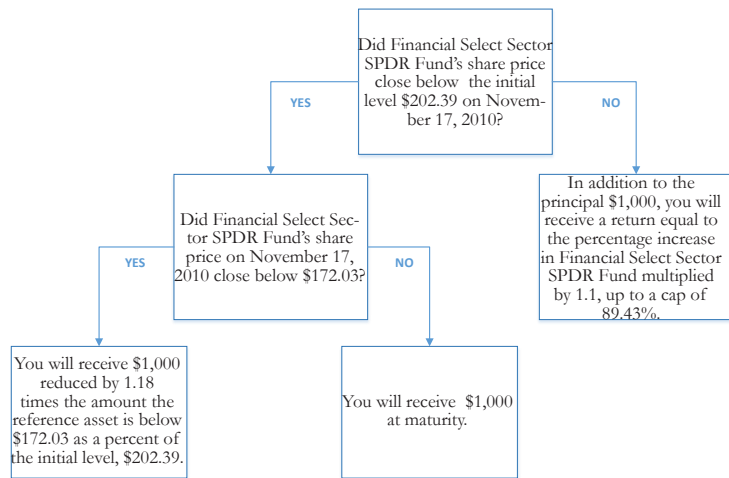 Did Financial Select Sector
SPDR Fund's share price
close below the initial
level $202.39 on Novem-
ber 17, 2010?
YES
NO
Did Financial Select Sec-
tor SPDR Fund's share
price on November 17,
2010 close below $172.03?
In addition to the
principal $1,000, you will
receive a return equal to
the percentage increase
in Financial Select Sector
SPDR Fund multiplied
by 1.1, up to a cap of
89.43%.
YES
NO
You will receive $1,000
reduced by 1.18
times the amount the
reference asset is below
$172.03 as a percent of
the initial level, $202.39.
You will receive $1,000
at maturity.